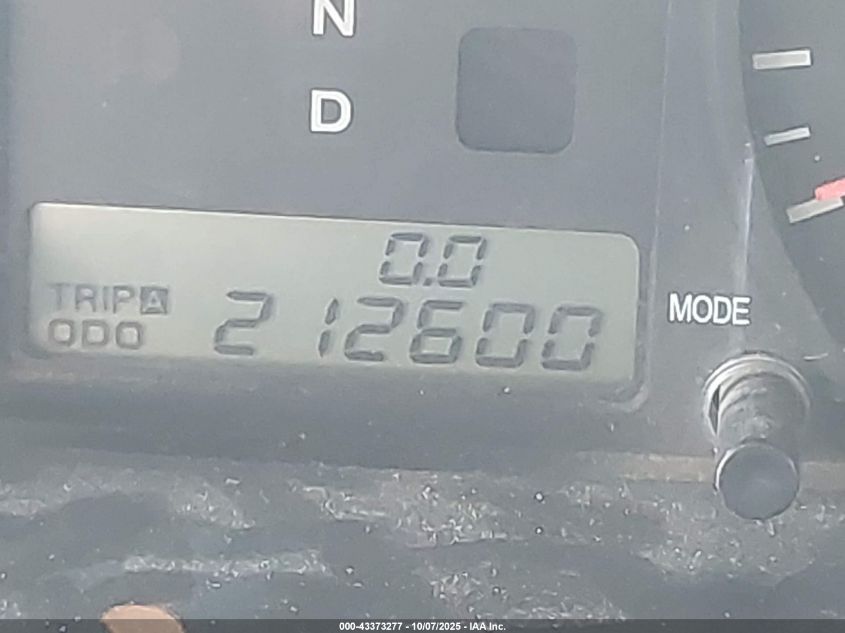 N
D
0.0
TRIP A
ODO 212600
MODE
000-43373277 - 10/07/2025 - IAA Inc.